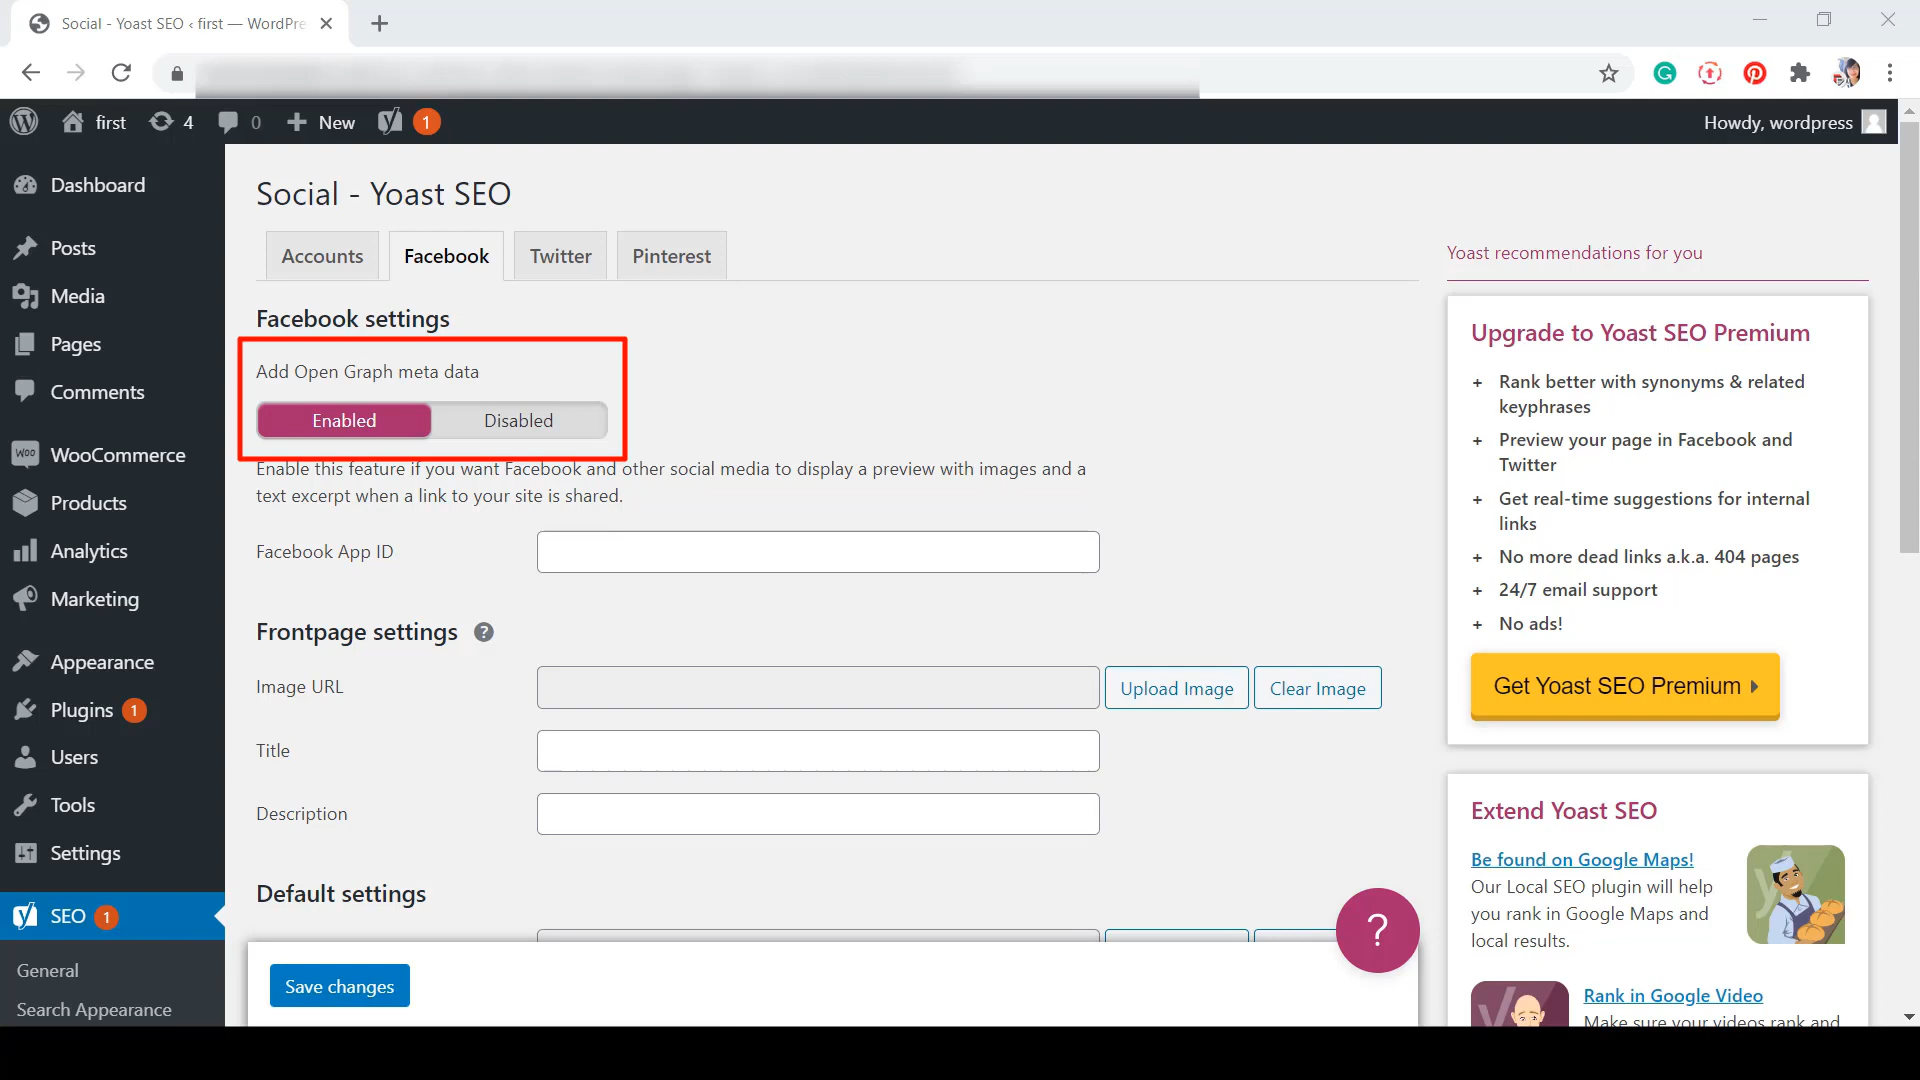 Social - Yoast SEO ‹ first — WordPre
first
4
0
New
1
Howdy, wordpress
Dashboard
Posts
Media
Pages
Comments
WooCommerce
Products
Analytics
Marketing
Appearance
Plugins 1
Users
Tools
Settings
SEO 1
General
Search Appearance
Social - Yoast SEO
Accounts
Facebook
Twitter
Pinterest
Facebook settings
Add Open Graph meta data
Enabled
Disabled
Enable this feature if you want Facebook and other social media to display a preview with images and a
text excerpt when a link to your site is shared.
Facebook App ID
Frontpage settings ?
Image URL
Upload Image
Clear Image
Title
Description
Default settings
Save changes
?
Yoast recommendations for you
Upgrade to Yoast SEO Premium
+ Rank better with synonyms & related
keyphrases
+ Preview your page in Facebook and
Twitter
+ Get real-time suggestions for internal
links
+ No more dead links a.k.a. 404 pages
+ 24/7 email support
+ No ads!
Get Yoast SEO Premium
Extend Yoast SEO
Be found on Google Maps!
Our Local SEO plugin will help
you rank in Google Maps and
local results.
Rank in Google Video
Make sure your videos rank and